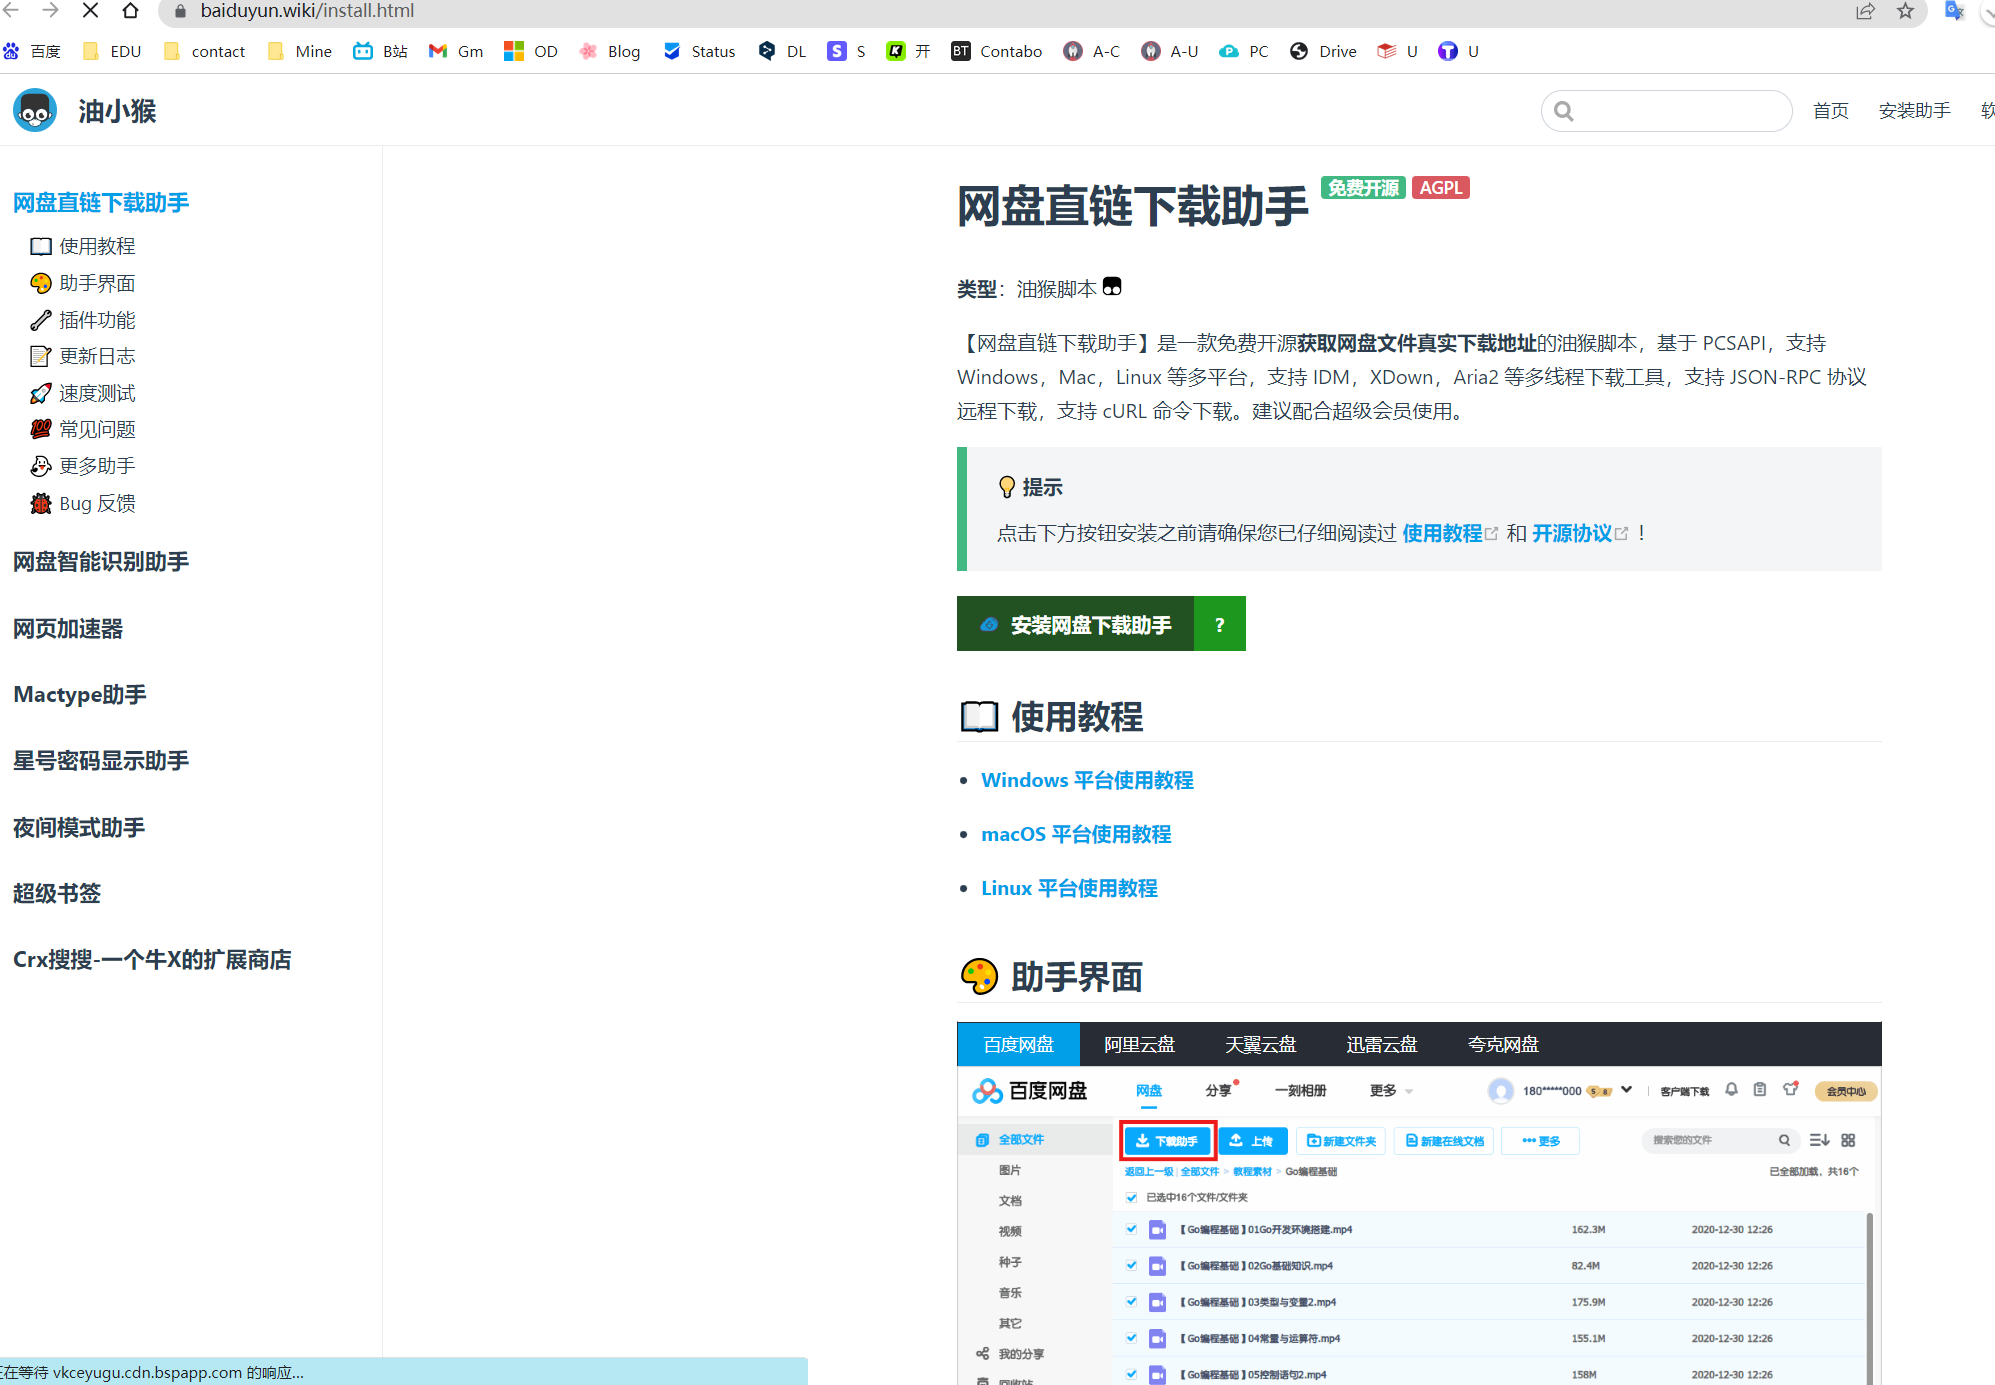 baiduyun.wiki/install.html
百度 EDU contact Mine B站 Gm OD Blog Status DL S 开 Contabo A-C A-U PC Drive U U
油小猴
首页 安装助手
网盘直链下载助手
使用教程
助手界面
插件功能
更新日志
速度测试
常见问题
更多助手
Bug 反馈
网盘智能识别助手
网页加速器
Mactype助手
星号密码显示助手
夜间模式助手
超级书签
Crx搜搜-一个牛X的扩展商店
网盘直链下载助手 免费开源 AGPL
类型：油猴脚本
【网盘直链下载助手】是一款免费开源获取网盘文件真实下载地址的油猴脚本，基于 PCSAPI，支持
Windows，Mac，Linux 等多平台，支持 IDM，XDown，Aria2 等多线程下载工具，支持 JSON-RPC 协议
远程下载，支持 cURL 命令下载。建议配合超级会员使用。
提示
点击下方按钮安装之前请确保您已仔细阅读过 使用教程 和 开源协议 ！
安装网盘下载助手 ?
使用教程
Windows 平台使用教程
macOS 平台使用教程
Linux 平台使用教程
助手界面
百度网盘 阿里云盘 天翼云盘 迅雷云盘 夸克网盘
百度网盘 网盘 分享 一刻相册 更多 180*****000 客户端下载 会员中心
全部文件
图片
文档
视频
种子
音乐
其它
我的分享
下载助手 上传 新建文件夹 新建在线文档 更多 搜索您的文件
返回上一级 | 全部文件 > 教程素材 > Go编程基础 已全部加载，共16个
已选中16个文件/文件夹
【Go编程基础】01Go开发环境搭建.mp4 162.3M 2020-12-30 12:26
【Go编程基础】02Go基础知识.mp4 82.4M 2020-12-30 12:26
【Go编程基础】03类型与变量2.mp4 175.9M 2020-12-30 12:26
【Go编程基础】04常量与运算符.mp4 155.1M 2020-12-30 12:26
【Go编程基础】05控制语句2.mp4 158M 2020-12-30 12:26
正在等待 vkceyugu.cdn.bspapp.com 的响应...